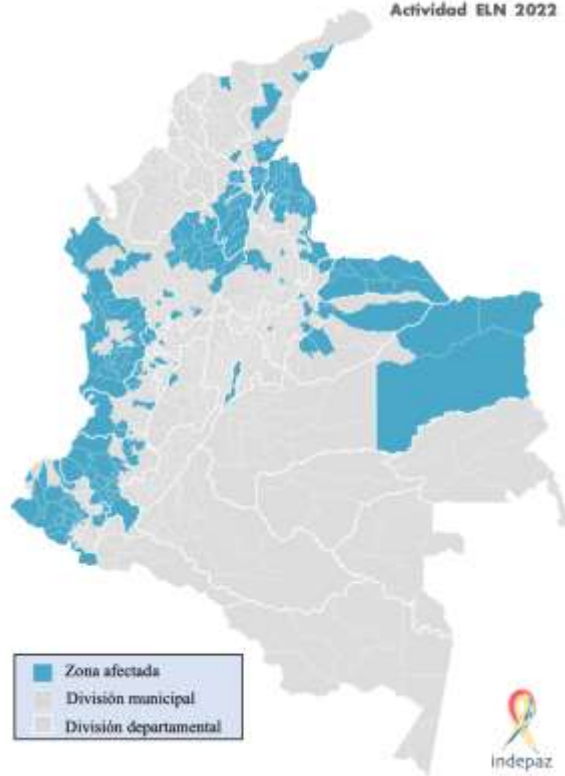 Actividad ELN 2022
Zona afectada
División municipal
División departamental
indepaz